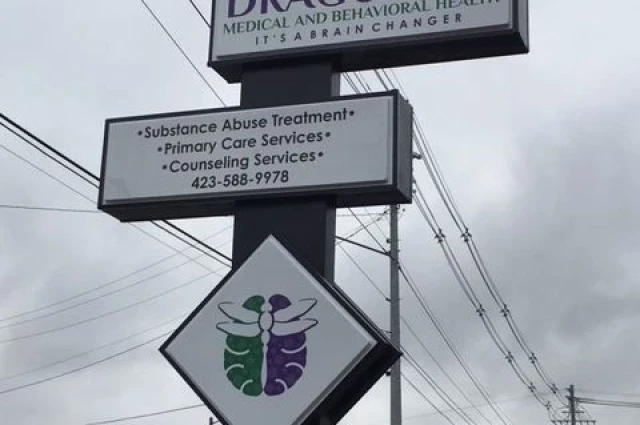 MEDICAL AND BEHAVIORAL HEALTH
IT'S A BRAIN CHANGER
•Substance Abuse Treatment•
•Primary Care Services•
•Counseling Services•
423-588-9978